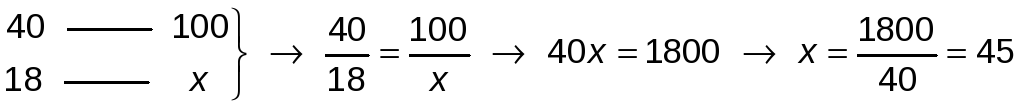 40 —— 100 } → 40/18 = 100/x → 40x = 1800 → x = 1800/40 = 45
18 —— x